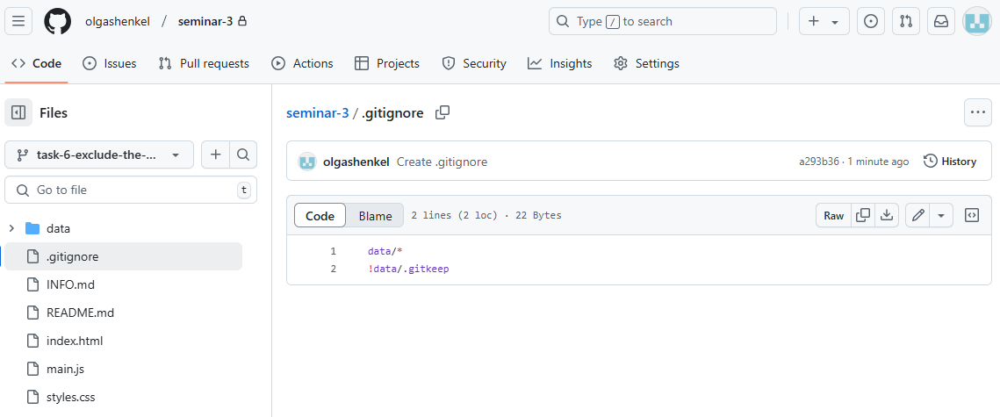 olgashenkel / seminar-3
Type / to search
Code Issues Pull requests Actions Projects Security Insights Settings
Files
task-6-exclude-the-...
Go to file t
data
.gitignore
INFO.md
README.md
index.html
main.js
styles.css
seminar-3 / .gitignore
olgashenkel Create .gitignore a293b36 · 1 minute ago History
Code Blame 2 lines (2 loc) · 22 Bytes Raw
1 data/*
2 !data/.gitkeep